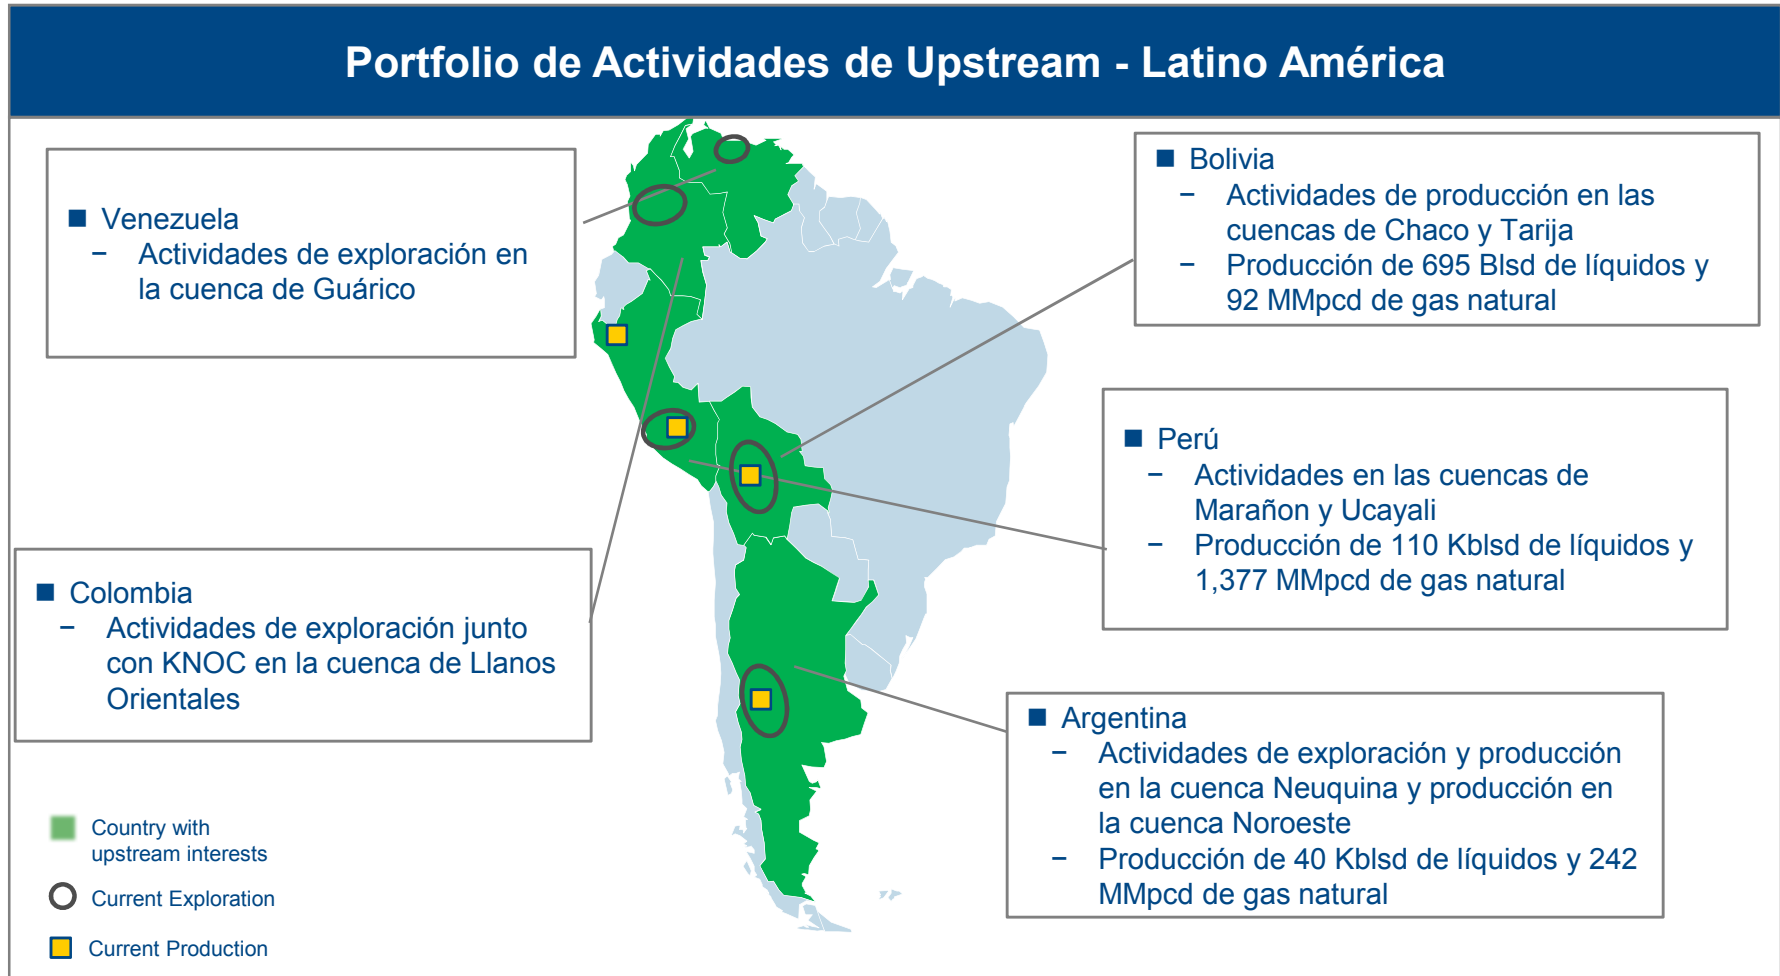 Portfolio de Actividades de Upstream - Latino América
■ Venezuela
− Actividades de exploración en
la cuenca de Guárico
■ Colombia
− Actividades de exploración junto
con KNOC en la cuenca de Llanos
Orientales
■ Bolivia
− Actividades de producción en las
cuencas de Chaco y Tarija
− Producción de 695 Blsd de líquidos y
92 MMpcd de gas natural
■ Perú
− Actividades en las cuencas de
Marañon y Ucayali
− Producción de 110 Kblsd de líquidos y
1,377 MMpcd de gas natural
■ Argentina
− Actividades de exploración y producción
en la cuenca Neuquina y producción en
la cuenca Noroeste
− Producción de 40 Kblsd de líquidos y 242
MMpcd de gas natural
Country with
upstream interests
Current Exploration
Current Production